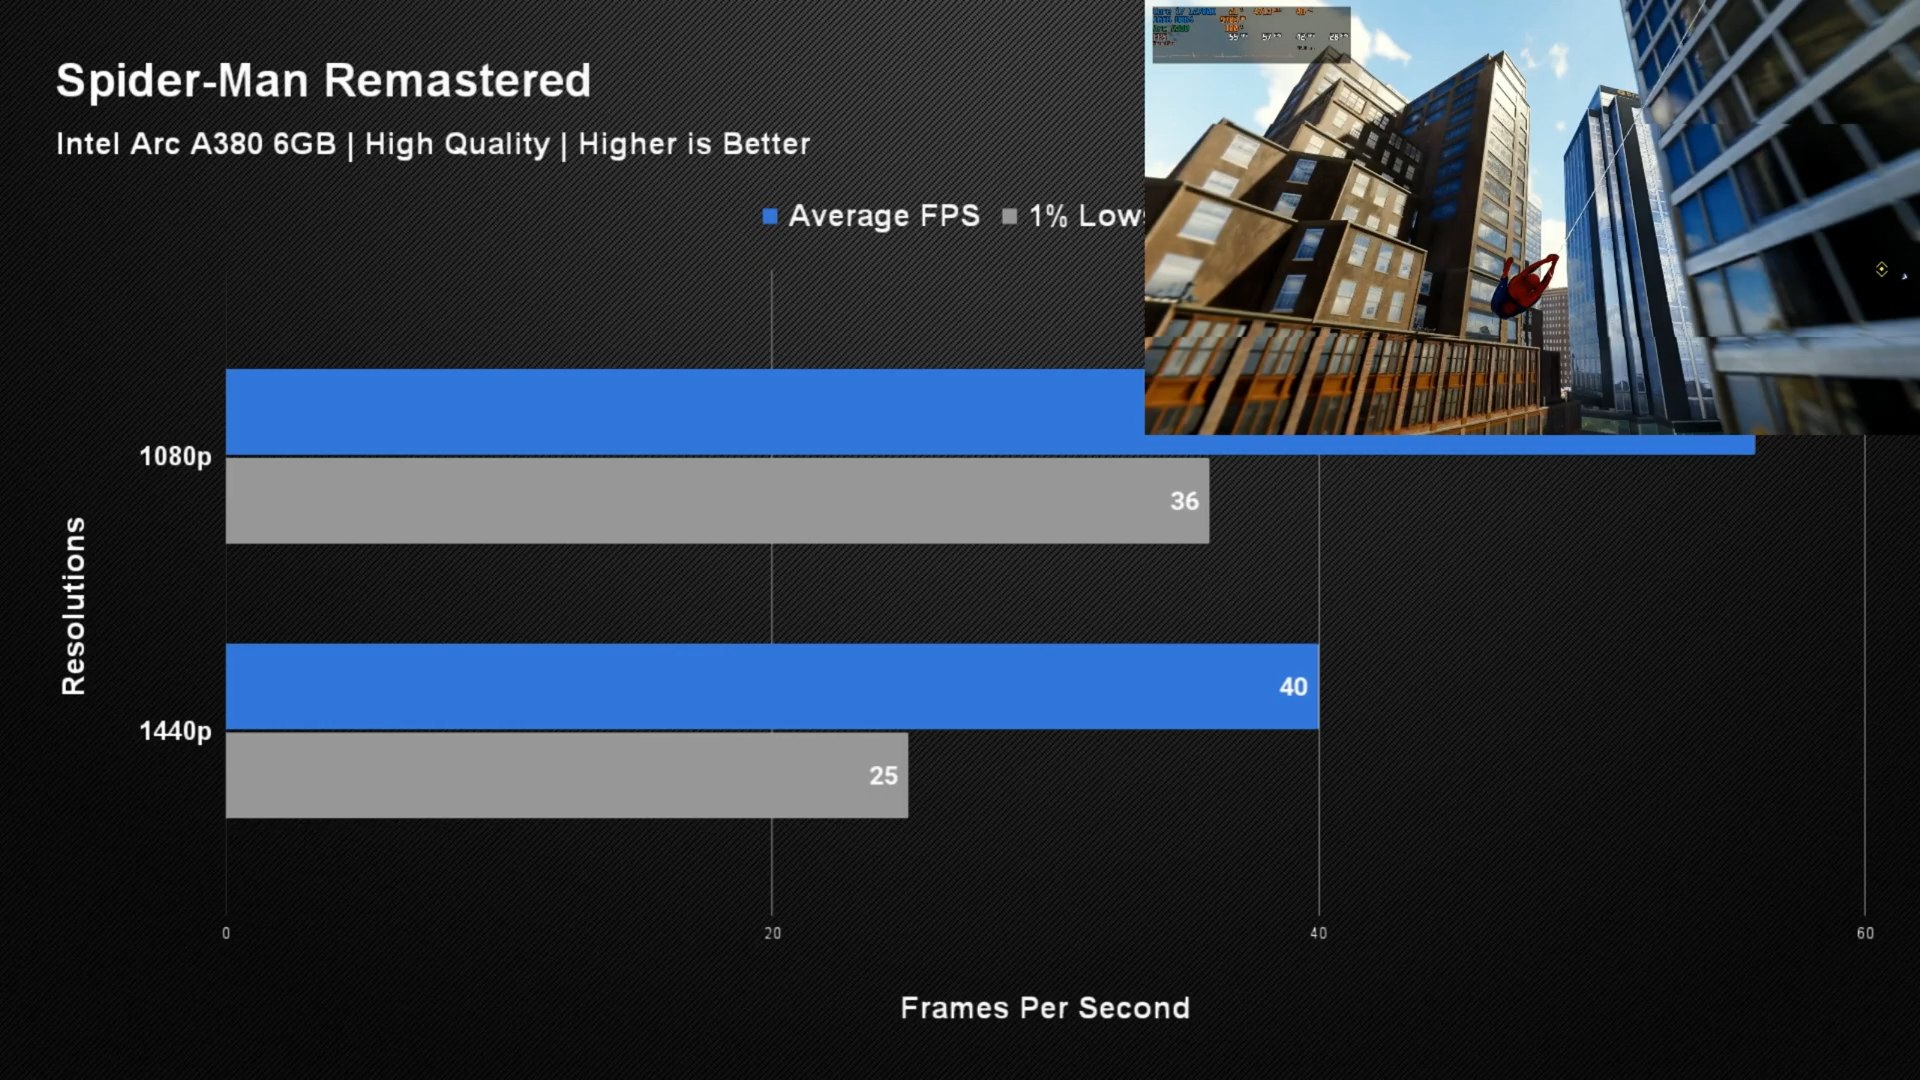 Spider-Man Remastered
Intel Arc A380 6GB | High Quality | Higher is Better
Average FPS 1% Low
1080p
36
Resolutions
40
1440p
25
0 20 40 60
Frames Per Second